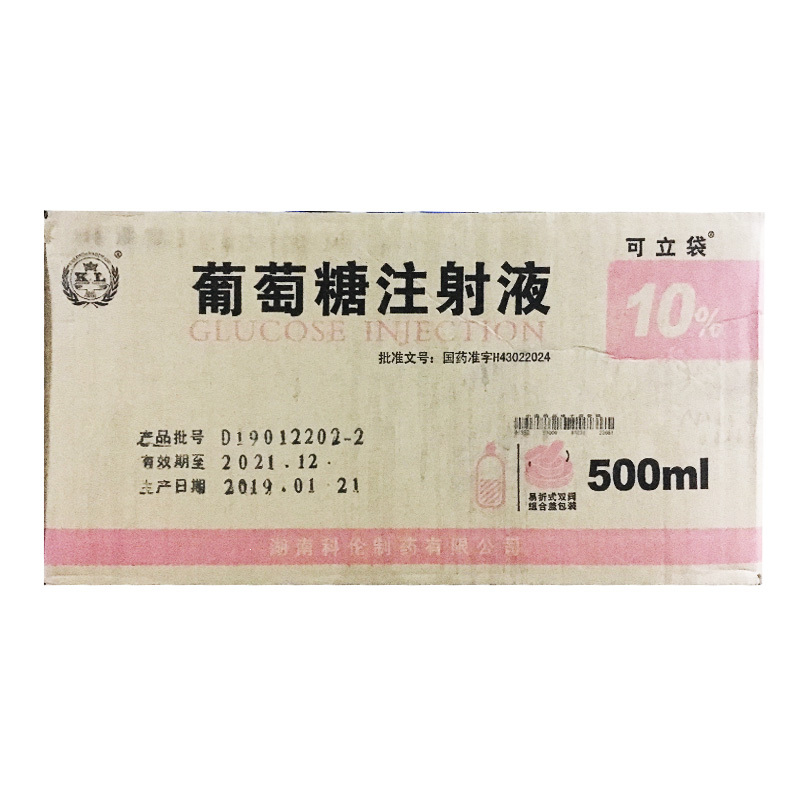 可立袋®
KL
®
葡萄糖注射液
10%
GLUCOSE INJECTION
批准文号：国药准字H43022024
产品批号 D19012202-2
有效期至 2021.12.
生产日期 2019.01 21
500ml
易折式双阀
组合盖包装
湖南科伦制药有限公司